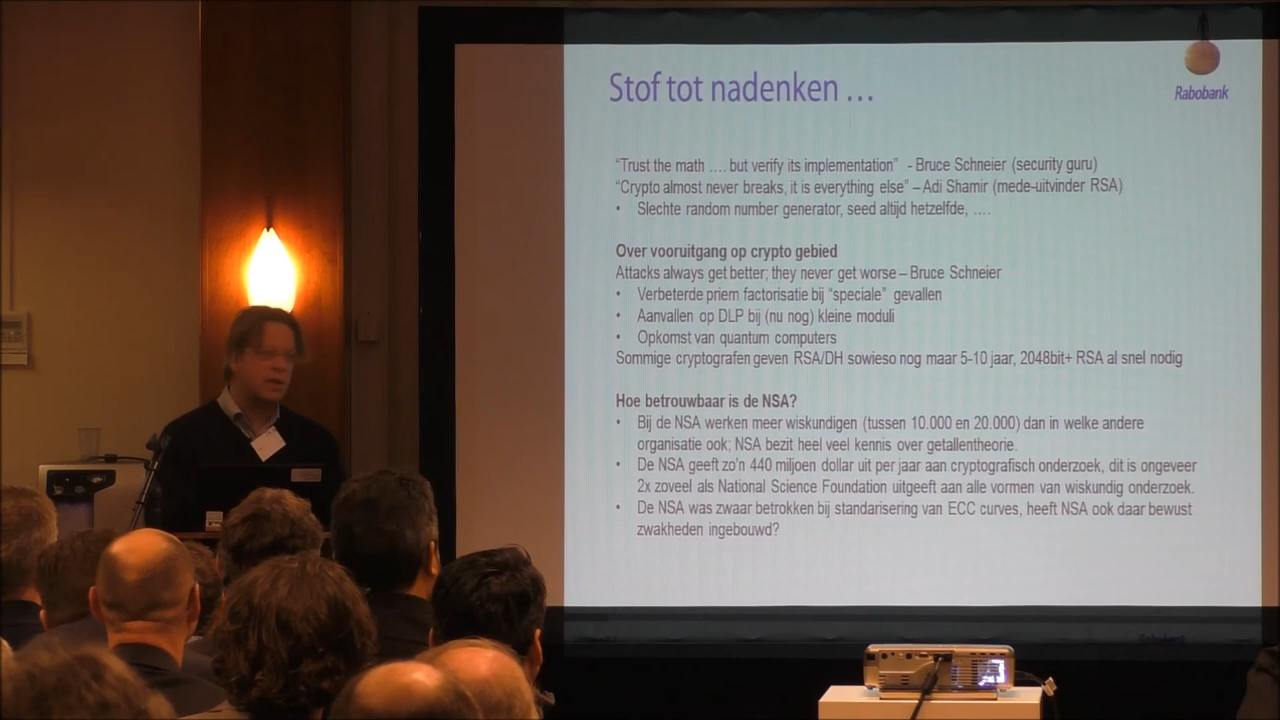 Stof tot nadenken …
Rabobank
“Trust the math …. but verify its implementation” - Bruce Schneier (security guru)
“Crypto almost never breaks, it is everything else” – Adi Shamir (mede-uitvinder RSA)
• Slechte random number generator, seed altijd hetzelfde, ….
Over vooruitgang op crypto gebied
Attacks always get better; they never get worse – Bruce Schneier
• Verbeterde priem factorisatie bij “speciale” gevallen
• Aanvallen op DLP bij (nu nog) kleine moduli
• Opkomst van quantum computers
Sommige cryptografen geven RSA/DH sowieso nog maar 5-10 jaar, 2048bit+ RSA al snel nodig
Hoe betrouwbaar is de NSA?
• Bij de NSA werken meer wiskundigen (tussen 10.000 en 20.000) dan in welke andere
organisatie ook; NSA bezit heel veel kennis over getallentheorie.
• De NSA geeft zo'n 440 miljoen dollar uit per jaar aan cryptografisch onderzoek, dit is ongeveer
2x zoveel als National Science Foundation uitgeeft aan alle vormen van wiskundig onderzoek.
• De NSA was zwaar betrokken bij standarisering van ECC curves, heeft NSA ook daar bewust
zwakheden ingebouwd?